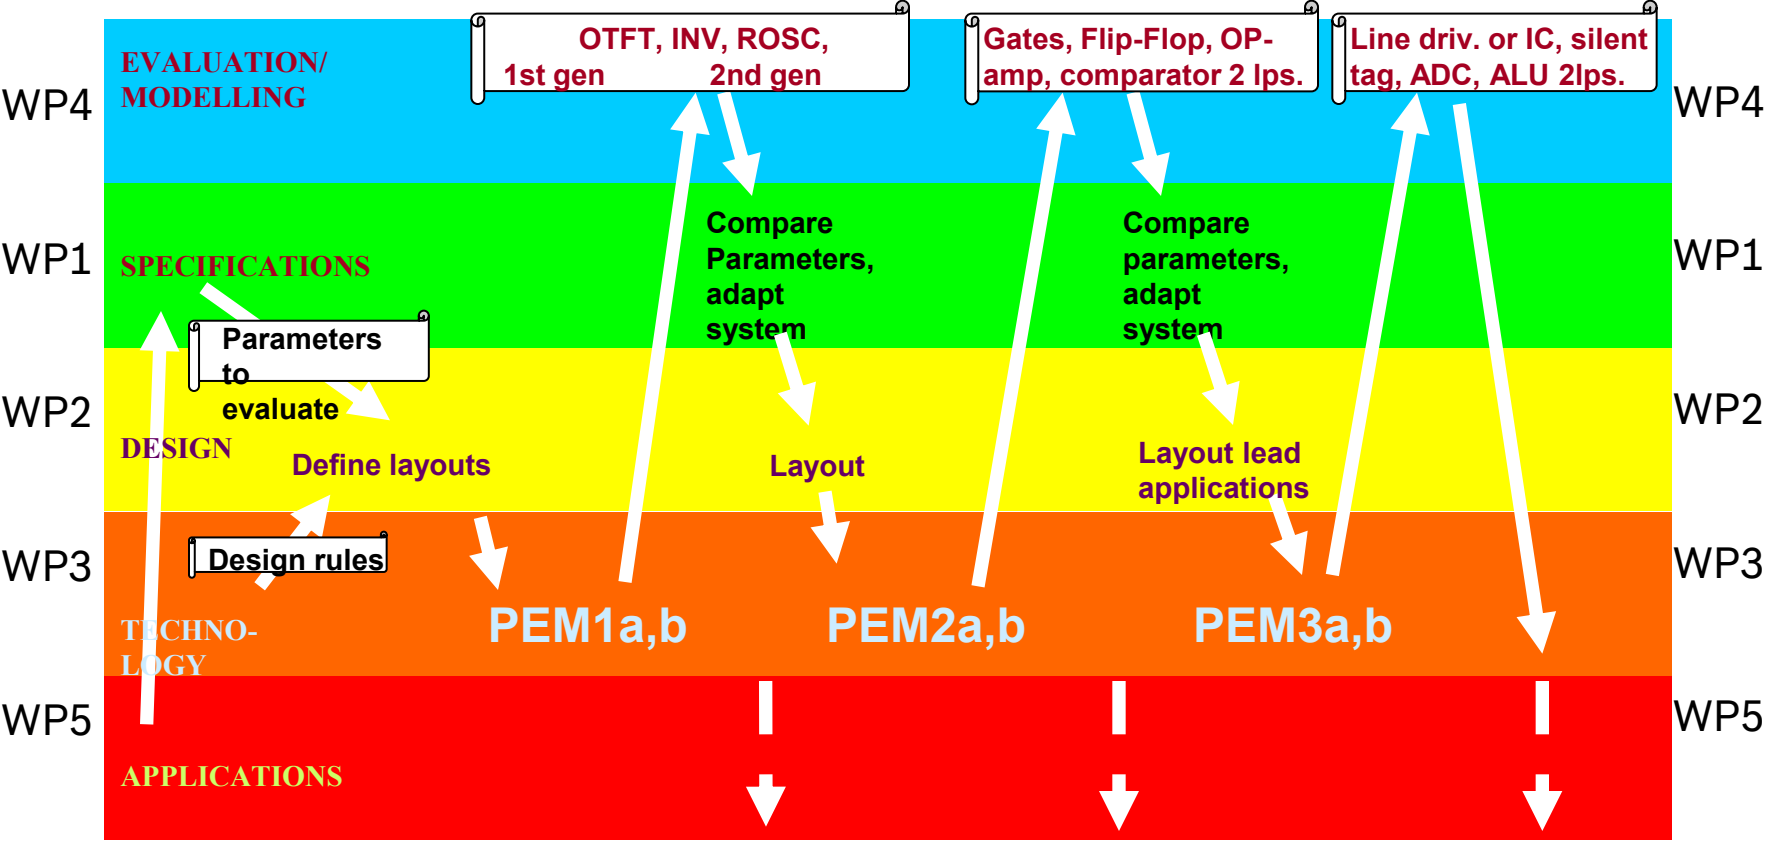 OTFT, INV, ROSC,
1st gen 2nd gen
Gates, Flip-Flop, OP-
amp, comparator 2 lps.
Line driv. or IC, silent
tag, ADC, ALU 2lps.
EVALUATION/
MODELLING
WP4
WP4
Compare
Parameters,
adapt
system
Compare
parameters,
adapt
system
WP1
SPECIFICATIONS
WP1
Parameters
to
evaluate
WP2
WP2
DESIGN
Define layouts
Layout
Layout lead
applications
WP3
Design rules
WP3
TECHNO-
LOGY
PEM1a,b
PEM2a,b
PEM3a,b
WP5
WP5
APPLICATIONS